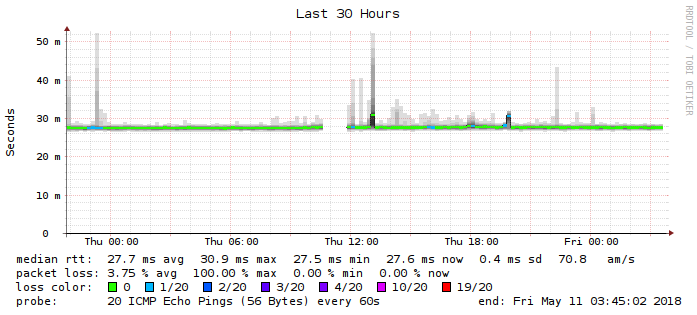 Last 30 Hours
RRDTOOL / TOBI OETIKER
Seconds
50 m
40 m
30 m
20 m
10 m
0
Thu 00:00 Thu 06:00 Thu 12:00 Thu 18:00 Fri 00:00
median rtt: 27.7 ms avg 30.9 ms max 27.5 ms min 27.6 ms now 0.4 ms sd 70.8 am/s
packet loss: 3.75 % avg 100.00 % max 0.00 % min 0.00 % now
loss color: 0 1/20 2/20 3/20 4/20 10/20 19/20
probe: 20 ICMP Echo Pings (56 Bytes) every 60s end: Fri May 11 03:45:02 2018